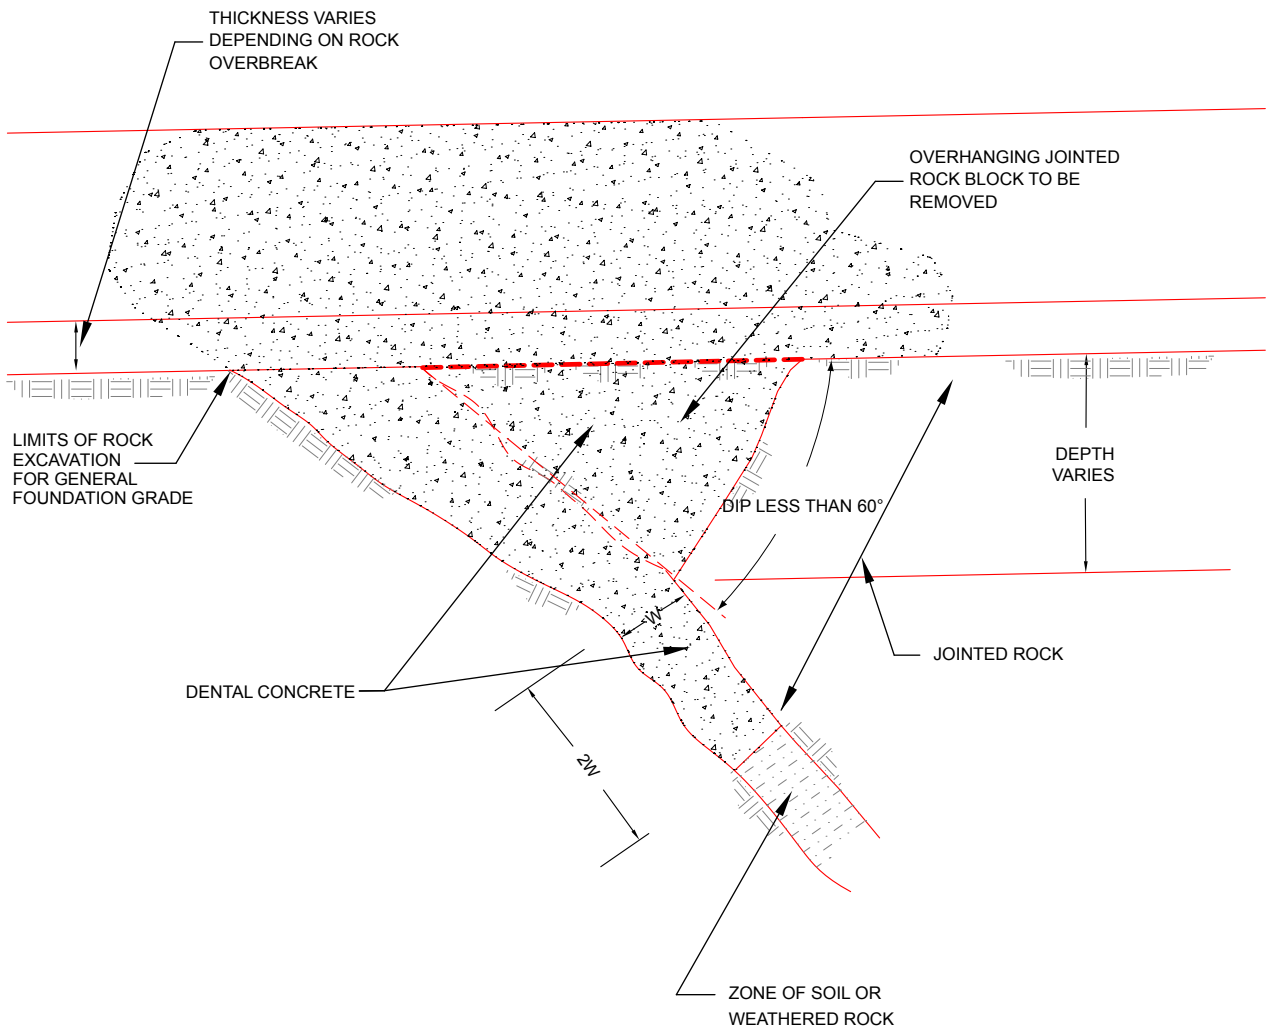 THICKNESS VARIES
DEPENDING ON ROCK
OVERBREAK
OVERHANGING JOINTED
ROCK BLOCK TO BE
REMOVED
LIMITS OF ROCK
EXCAVATION
FOR GENERAL
FOUNDATION GRADE
DEPTH
VARIES
DIP LESS THAN 60°
W
JOINTED ROCK
DENTAL CONCRETE
2W
ZONE OF SOIL OR
WEATHERED ROCK